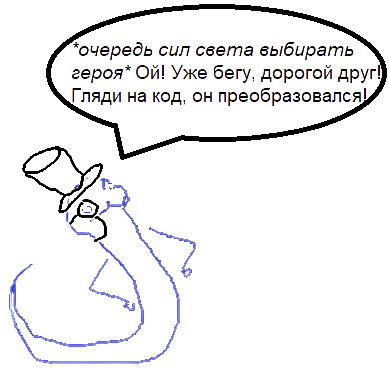 *очередь сил света выбирать
героя* Ой! Уже бегу, дорогой друг!
Гляди на код, он преобразовался!